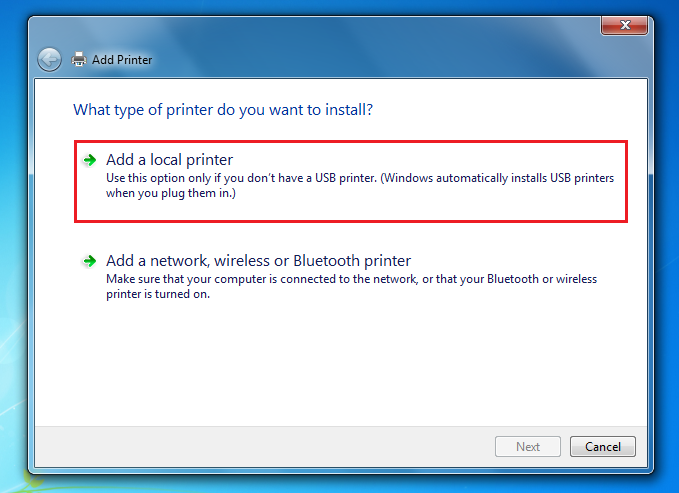 Add Printer
What type of printer do you want to install?
Add a local printer
Use this option only if you don't have a USB printer. (Windows automatically installs USB printers
when you plug them in.)
Add a network, wireless or Bluetooth printer
Make sure that your computer is connected to the network, or that your Bluetooth or wireless
printer is turned on.
Next
Cancel